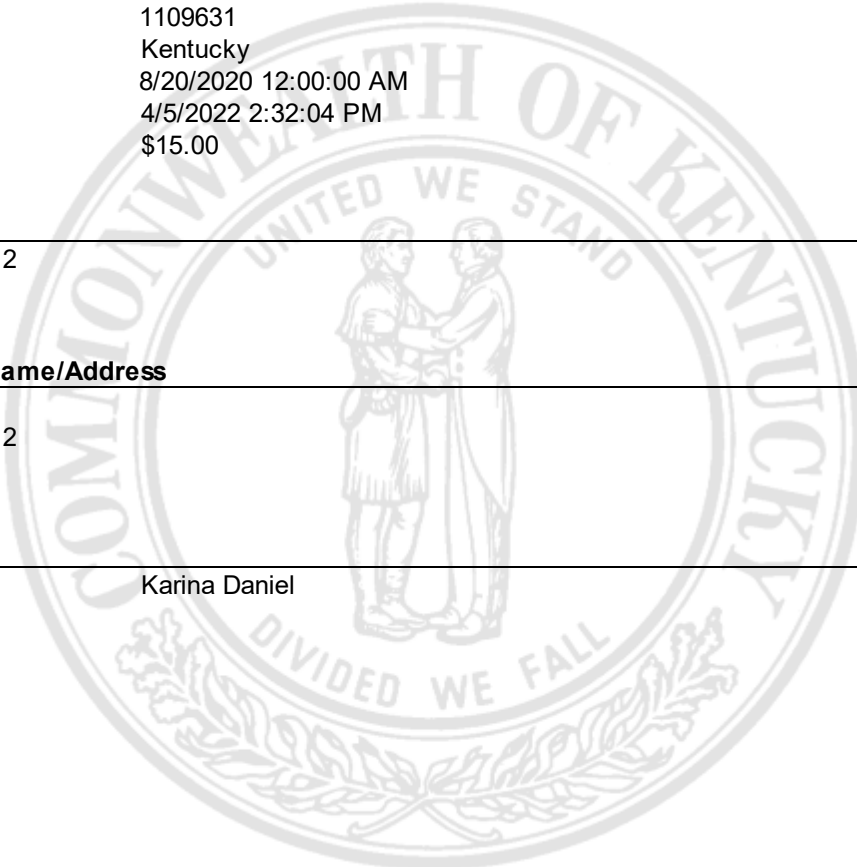 1109631
Kentucky
8/20/2020 12:00:00 AM
4/5/2022 2:32:04 PM
$15.00
COMMONWEALTH OF KENTUCKY
UNITED WE STAND
2
ame/Address
2
Karina Daniel
DIVIDED WE FALL